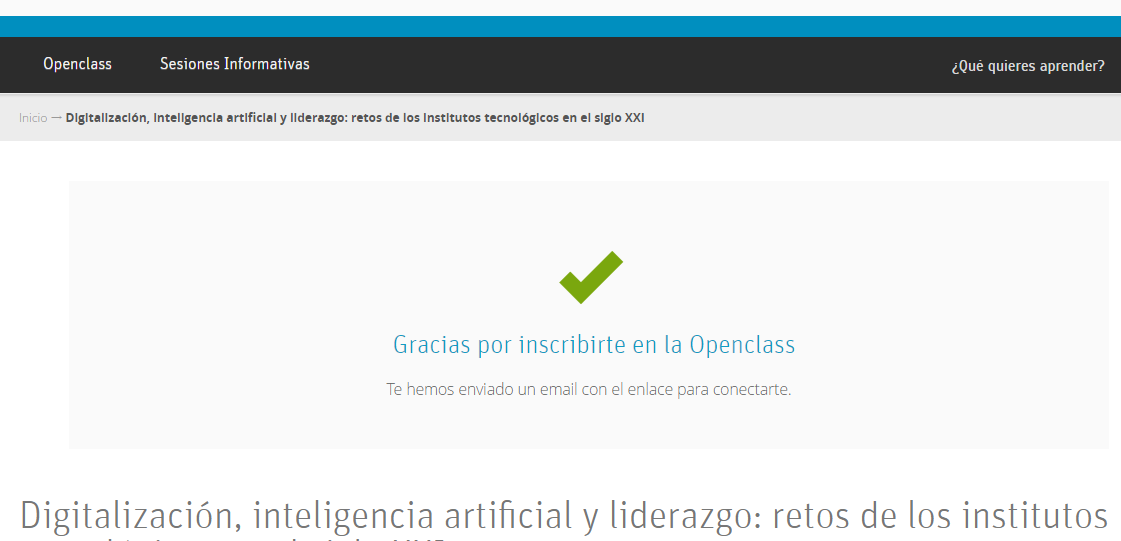 Openclass Sesiones Informativas ¿Qué quieres aprender?
Inicio → Digitalización, inteligencia artificial y liderazgo: retos de los institutos tecnológicos en el siglo XXI
Gracias por inscribirte en la Openclass
Te hemos enviado un email con el enlace para conectarte.
Digitalización, inteligencia artificial y liderazgo: retos de los institutos